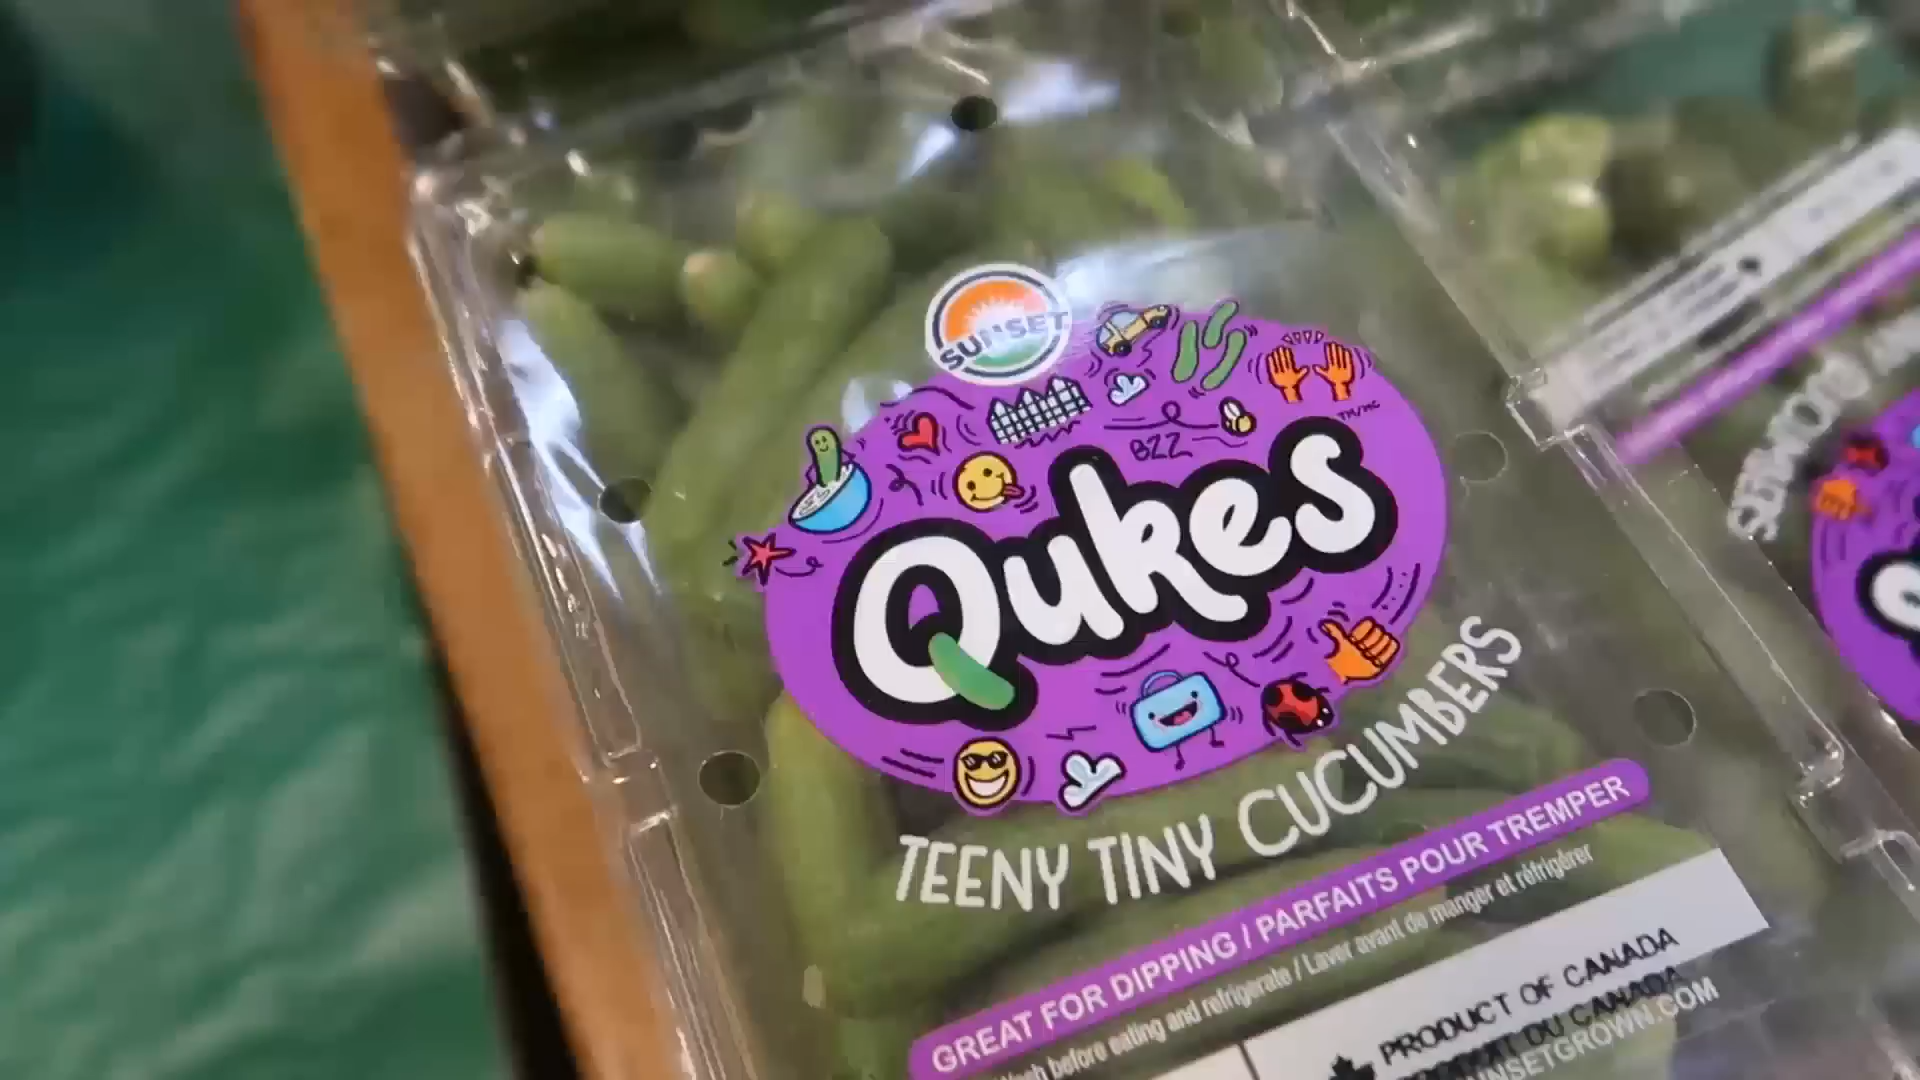 SUNSET
BZZ
Qukes TM/MC
TEENY TINY CUCUMBERS
GREAT FOR DIPPING / PARFAITS POUR TREMPER
Wash before eating and refrigerate / Laver avant de manger et réfrigérer
PRODUCT OF CANADA
PRODUIT DU CANADA
SUNSETGROWN.COM